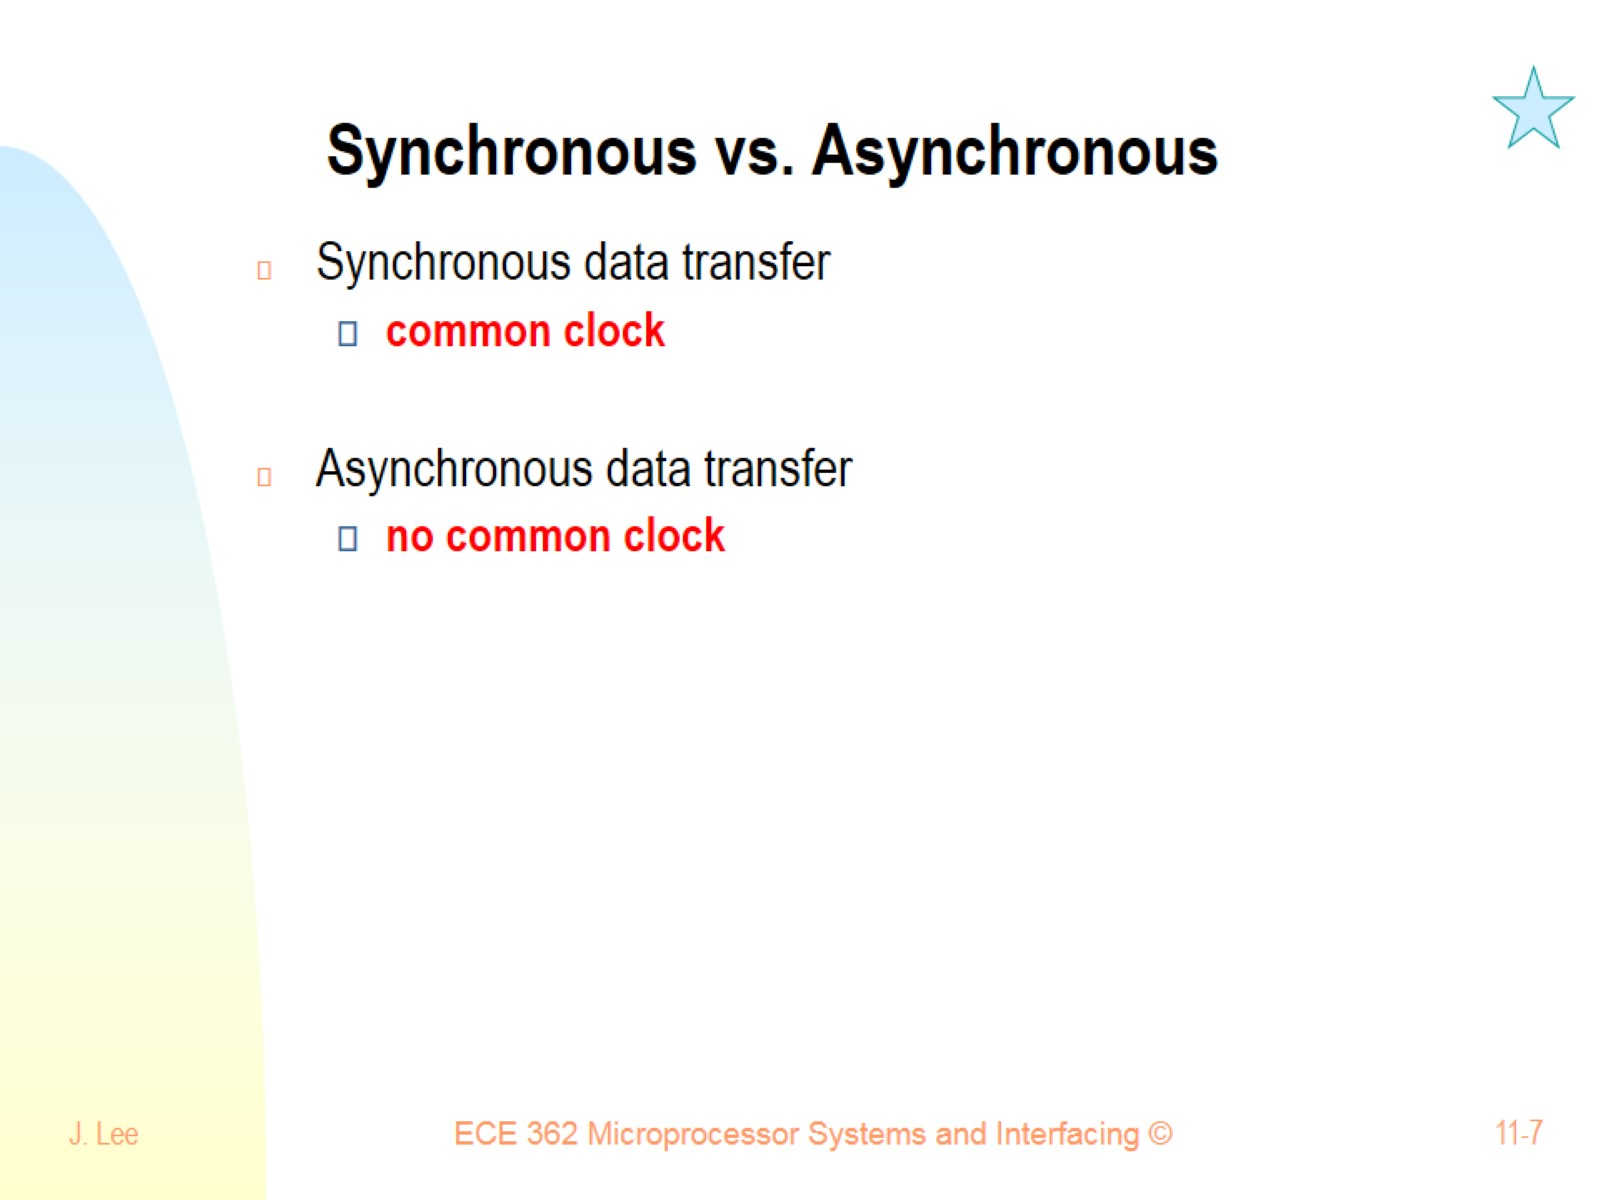 Synchronous vs. Asynchronous
Synchronous data transfer
common clock
Asynchronous data transfer
no common clock
J. Lee
ECE 362 Microprocessor Systems and Interfacing ©
11-7